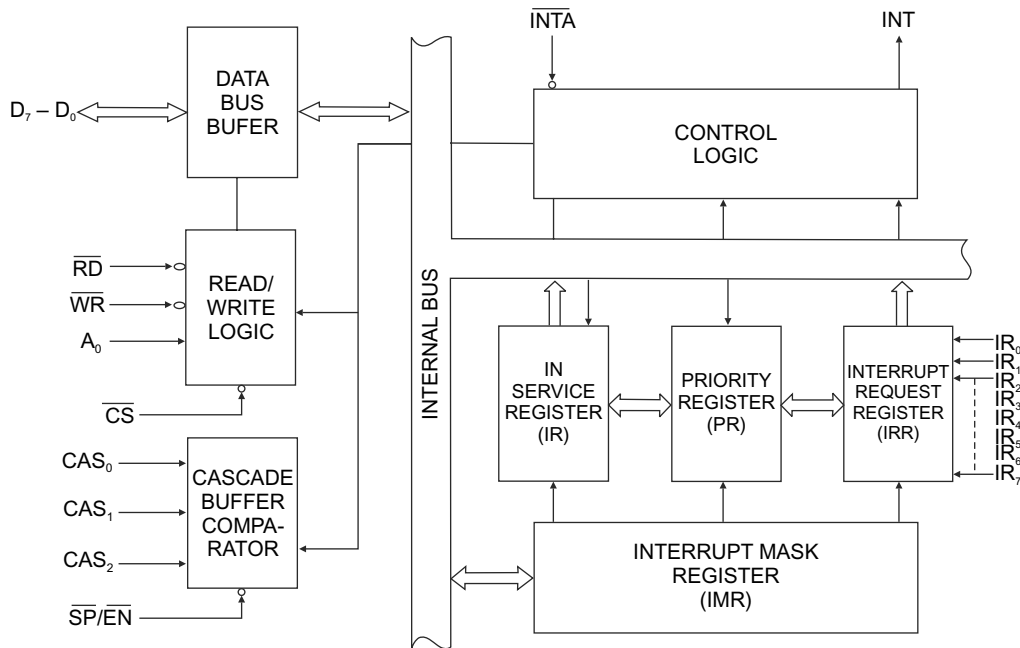 INTA
INT
D₇ – D₀
DATA
BUS
BUFER
CONTROL
LOGIC
RD
WR
A₀
READ/
WRITE
LOGIC
CS
INTERNAL BUS
IN
SERVICE
REGISTER
(IR)
PRIORITY
REGISTER
(PR)
INTERRUPT
REQUEST
REGISTER
(IRR)
IR₀
IR₁
IR₂
IR₃
IR₄
IR₅
IR₆
IR₇
CAS₀
CAS₁
CAS₂
CASCADE
BUFFER
COMPA-
RATOR
SP/EN
INTERRUPT MASK
REGISTER
(IMR)